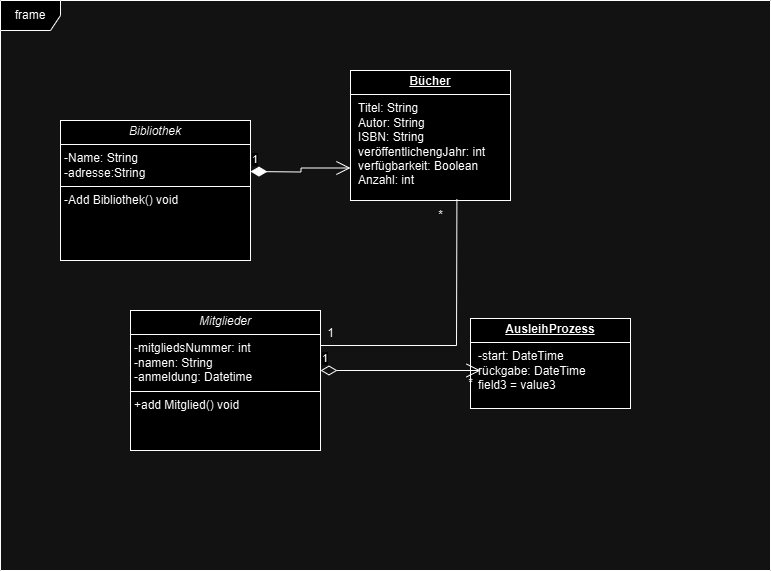 frame
Bücher
Titel: String
Autor: String
ISBN: String
veröffentlichengJahr: int
verfügbarkeit: Boolean
Anzahl: int
Bibliothek
-Name: String
-adresse:String
-Add Bibliothek() void
1
*
Mitglieder
-mitgliedsNummer: int
-namen: String
-anmeldung: Datetime
+add Mitglied() void
1
1
*
AusleihProzess
-start: DateTime
rückgabe: DateTime
field3 = value3